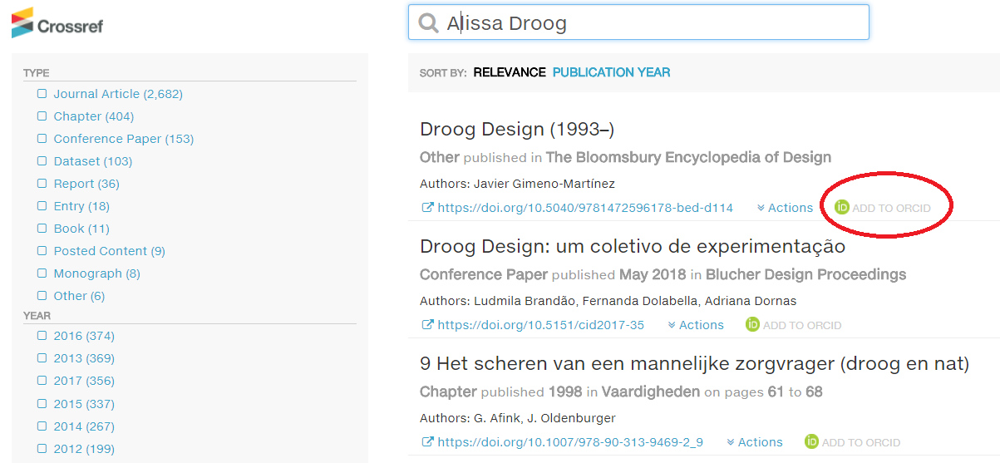 Crossref
Alissa Droog
TYPE
Journal Article (2,682)
Chapter (404)
Conference Paper (153)
Dataset (103)
Report (36)
Entry (18)
Book (11)
Posted Content (9)
Monograph (8)
Other (6)
YEAR
2016 (374)
2013 (369)
2017 (356)
2015 (337)
2014 (267)
2012 (199)
SORT BY: RELEVANCE PUBLICATION YEAR
Droog Design (1993–)
Other published in The Bloomsbury Encyclopedia of Design
Authors: Javier Gimeno-Martínez
https://doi.org/10.5040/9781472596178-bed-d114 Actions iD ADD TO ORCID
Droog Design: um coletivo de experimentação
Conference Paper published May 2018 in Blucher Design Proceedings
Authors: Ludmila Brandão, Fernanda Dolabella, Adriana Dornas
https://doi.org/10.5151/cid2017-35 Actions iD ADD TO ORCID
9 Het scheren van een mannelijke zorgvrager (droog en nat)
Chapter published 1998 in Vaardigheden on pages 61 to 68
Authors: G. Afink, J. Oldenburger
https://doi.org/10.1007/978-90-313-9469-2_9 Actions iD ADD TO ORCID